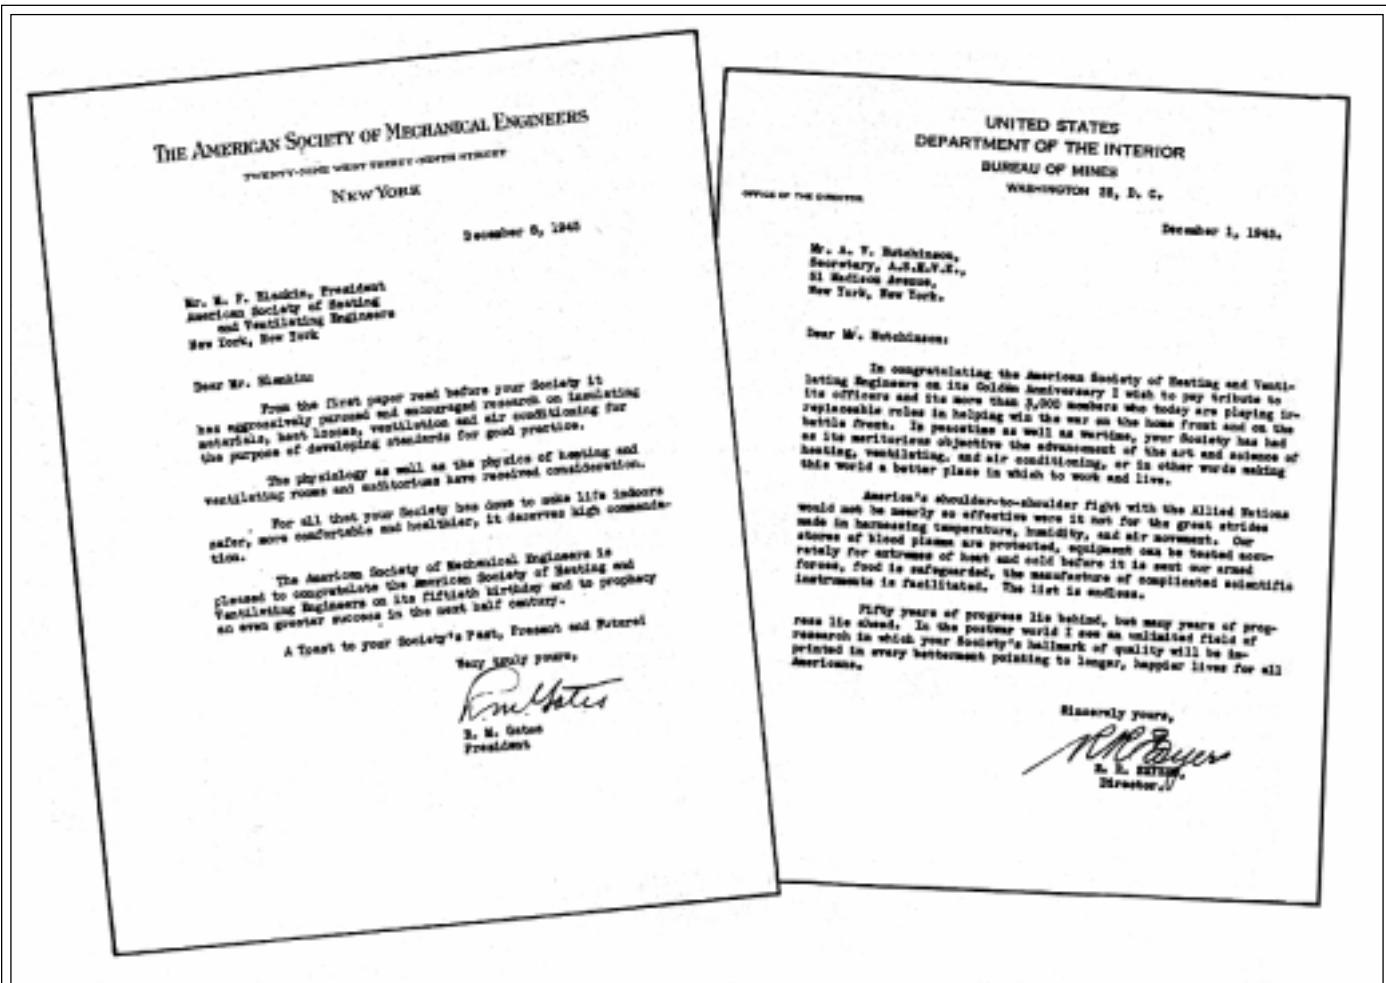 THE AMERICAN SOCIETY OF MECHANICAL ENGINEERS
TWENTY-NINE WEST THIRTY-NINTH STREET
NEW YORK
December 1943
President
American Society of Heating
and Ventilating Engineers
New York, New York
Dear Mr. Blankin:
From the first paper read before your Society it
has aggressively pursued and encouraged research on insulating
materials, heat losses, ventilation and air conditioning for
the purpose of developing standards for good practice.
The physiology as well as the physics of heating and
ventilating rooms and auditoriums have received consideration.
For all that your Society has done to make life indoors
safer, more comfortable and healthier, it deserves high commenda-
tion.
The American Society of Mechanical Engineers is
pleased to congratulate the American Society of Heating and
Ventilating Engineers on its fiftieth birthday and to prophecy
an even greater success in the next half century.
A Toast to your Society's Past, Present and Future!
Very truly yours,
R. M. Gates
R. M. Gates
President
UNITED STATES
DEPARTMENT OF THE INTERIOR
BUREAU OF MINES
WASHINGTON 25, D. C.
OFFICE OF THE DIRECTOR
December 1, 1943.
Mr. A. V. Hutchinson,
Secretary, A.S.H.V.E.,
51 Madison Avenue,
New York, New York.
Dear Mr. Hutchinson:
In congratulating the American Society of Heating and Venti-
lating Engineers on its Golden Anniversary I wish to pay tribute to
its officers and its more than 3,000 members who today are playing ir-
replaceable roles in helping win the war on the home front and on the
battle front. In peacetime as well as wartime, your Society has had
as its meritorious objective the advancement of the art and science of
heating, ventilating, and air conditioning, or in other words making
this world a better place in which to work and live.
America's shoulder-to-shoulder fight with the Allied Nations
would not be nearly so effective were it not for the great strides
made in harnessing temperature, humidity, and air movement. Our
stores of blood plasma are protected, equipment can be tested accu-
rately for extremes of heat and cold before it is sent our armed
forces, food is safeguarded, the manufacture of complicated scientific
instruments is facilitated. The list is endless.
Fifty years of progress lie behind, but many years of prog-
ress lie ahead. In the postwar world I see an unlimited field of
research in which your Society's hallmark of quality will be im-
printed in every betterment pointing to longer, happier lives for all
Americans.
Sincerely yours,
R R Sayers
R. R. Sayers,
Director.